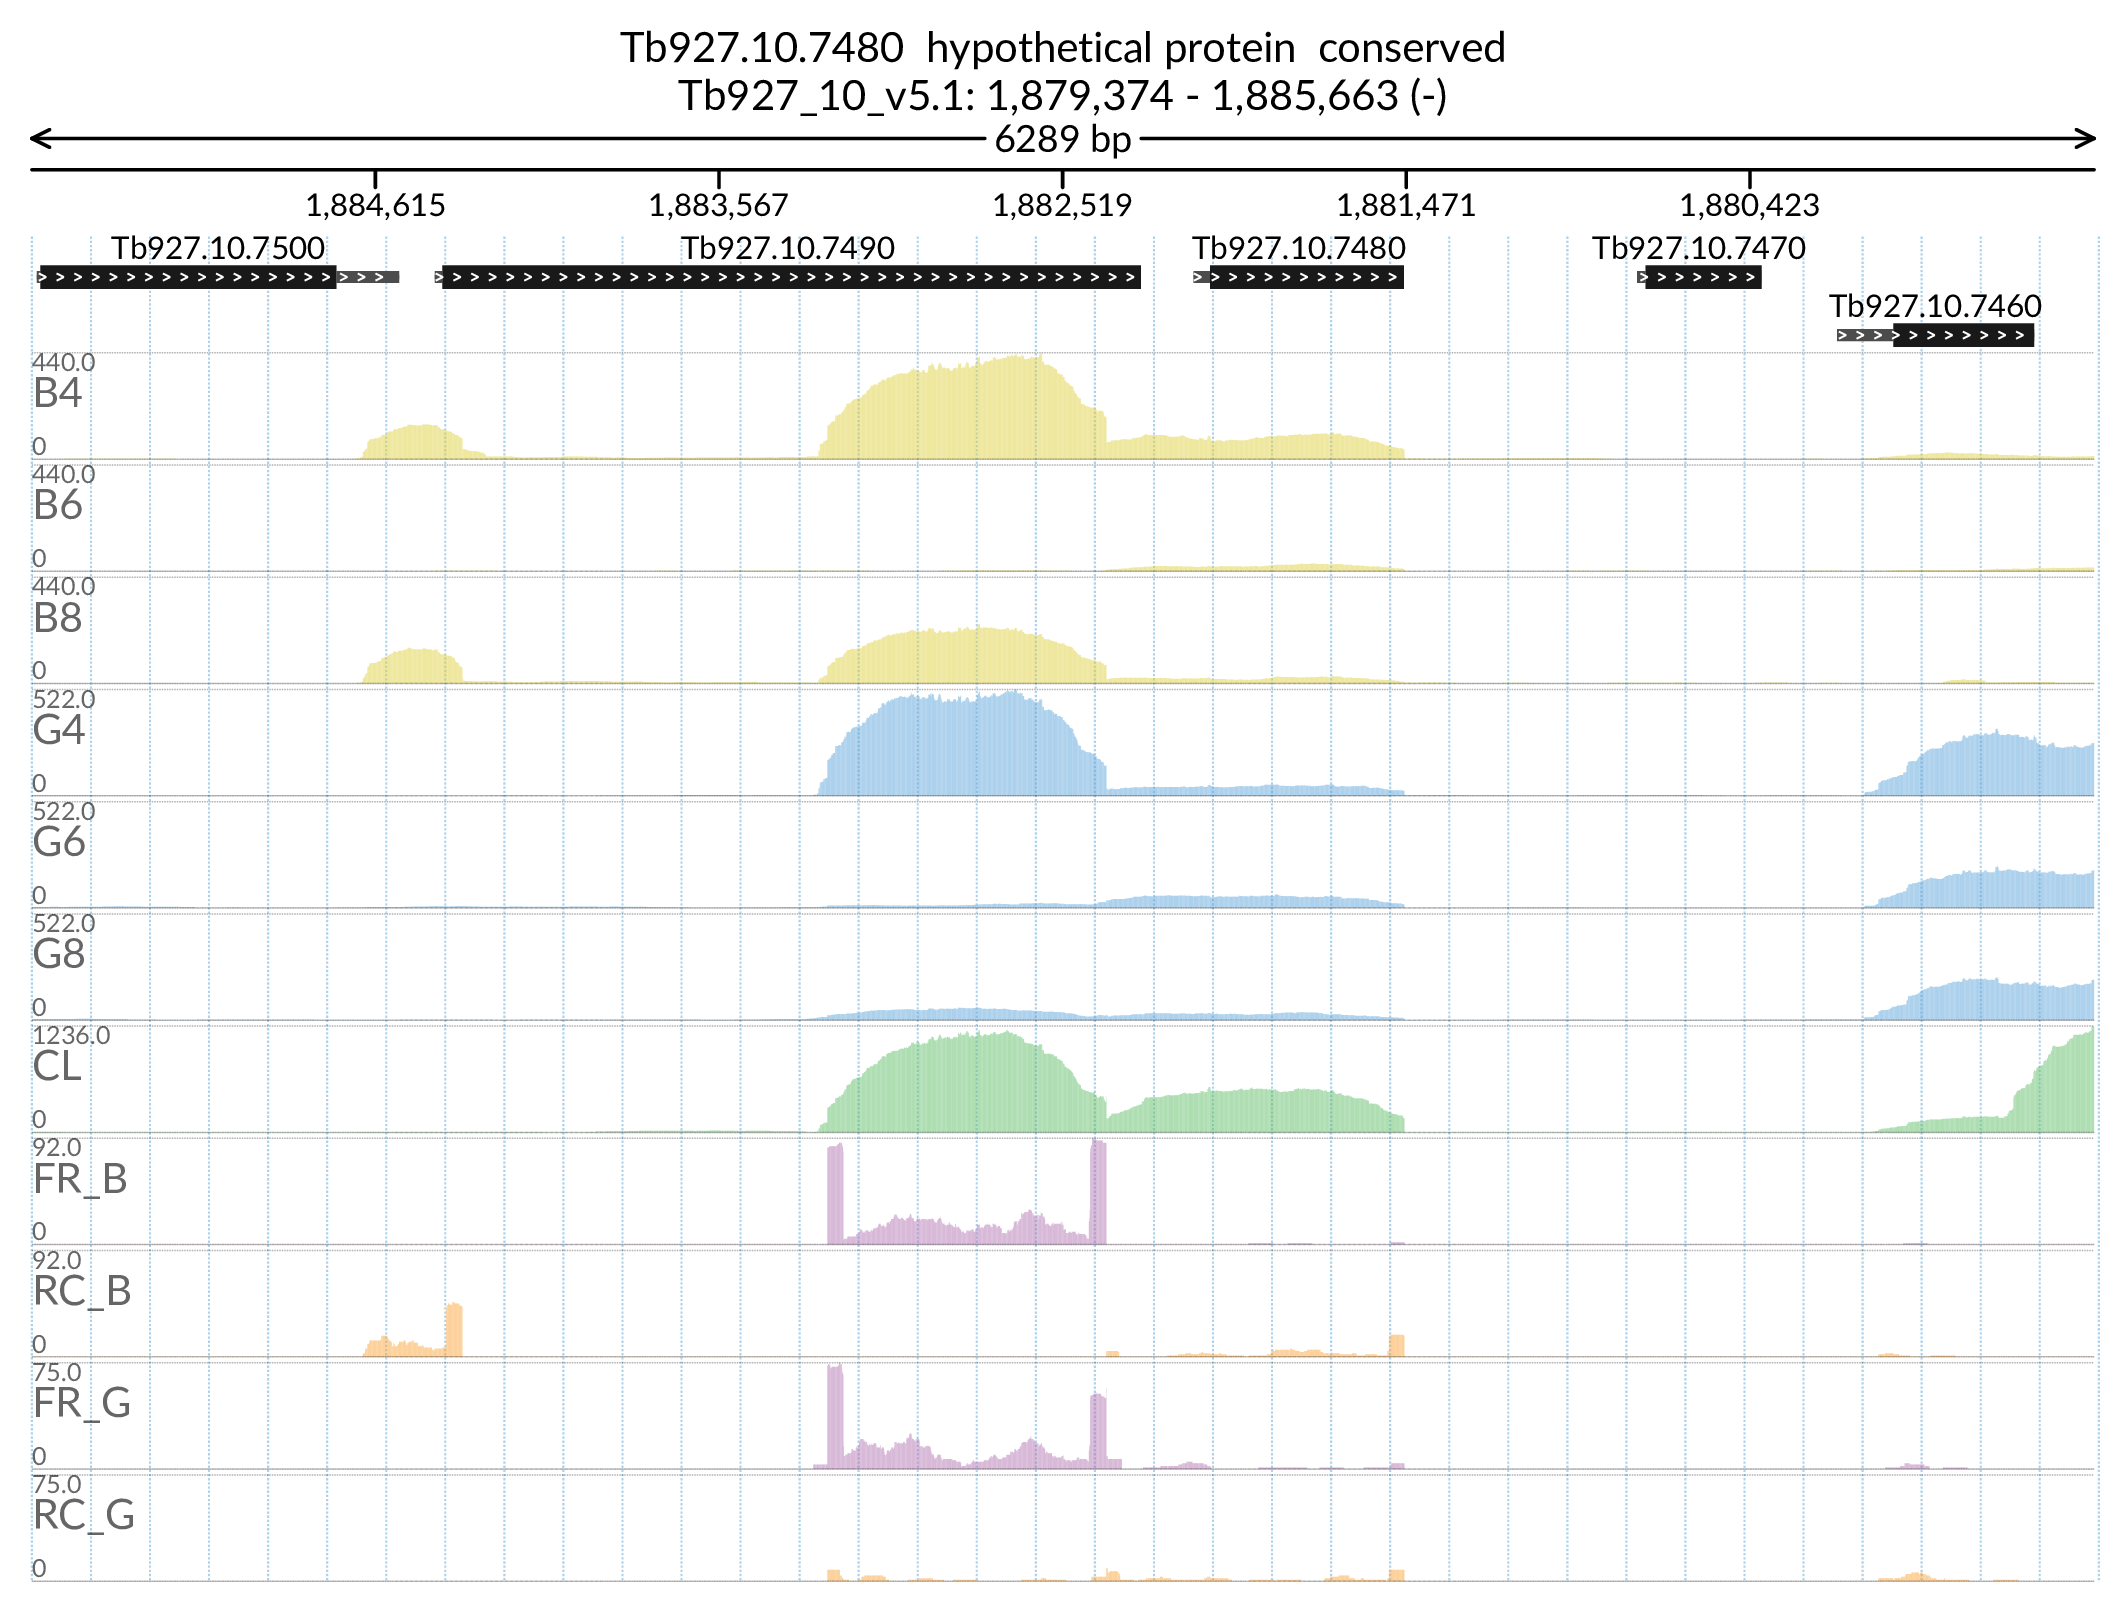 Tb927.10.7480  hypothetical protein  conserved
Tb927_10_v5.1: 1,879,374 - 1,885,663 (-)
6289 bp
1,884,615 1,883,567 1,882,519 1,881,471 1,880,423
Tb927.10.7500 Tb927.10.7490 Tb927.10.7480 Tb927.10.7470
Tb927.10.7460
440.0
B4
0
440.0
B6
0
440.0
B8
0
522.0
G4
0
522.0
G6
0
522.0
G8
0
1236.0
CL
0
92.0
FR_B
0
92.0
RC_B
0
75.0
FR_G
0
75.0
RC_G
0